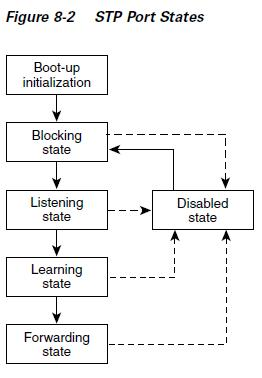 Figure 8-2 STP Port States
Boot-up
initialization
Blocking
state
Listening
state
Disabled
state
Learning
state
Forwarding
state